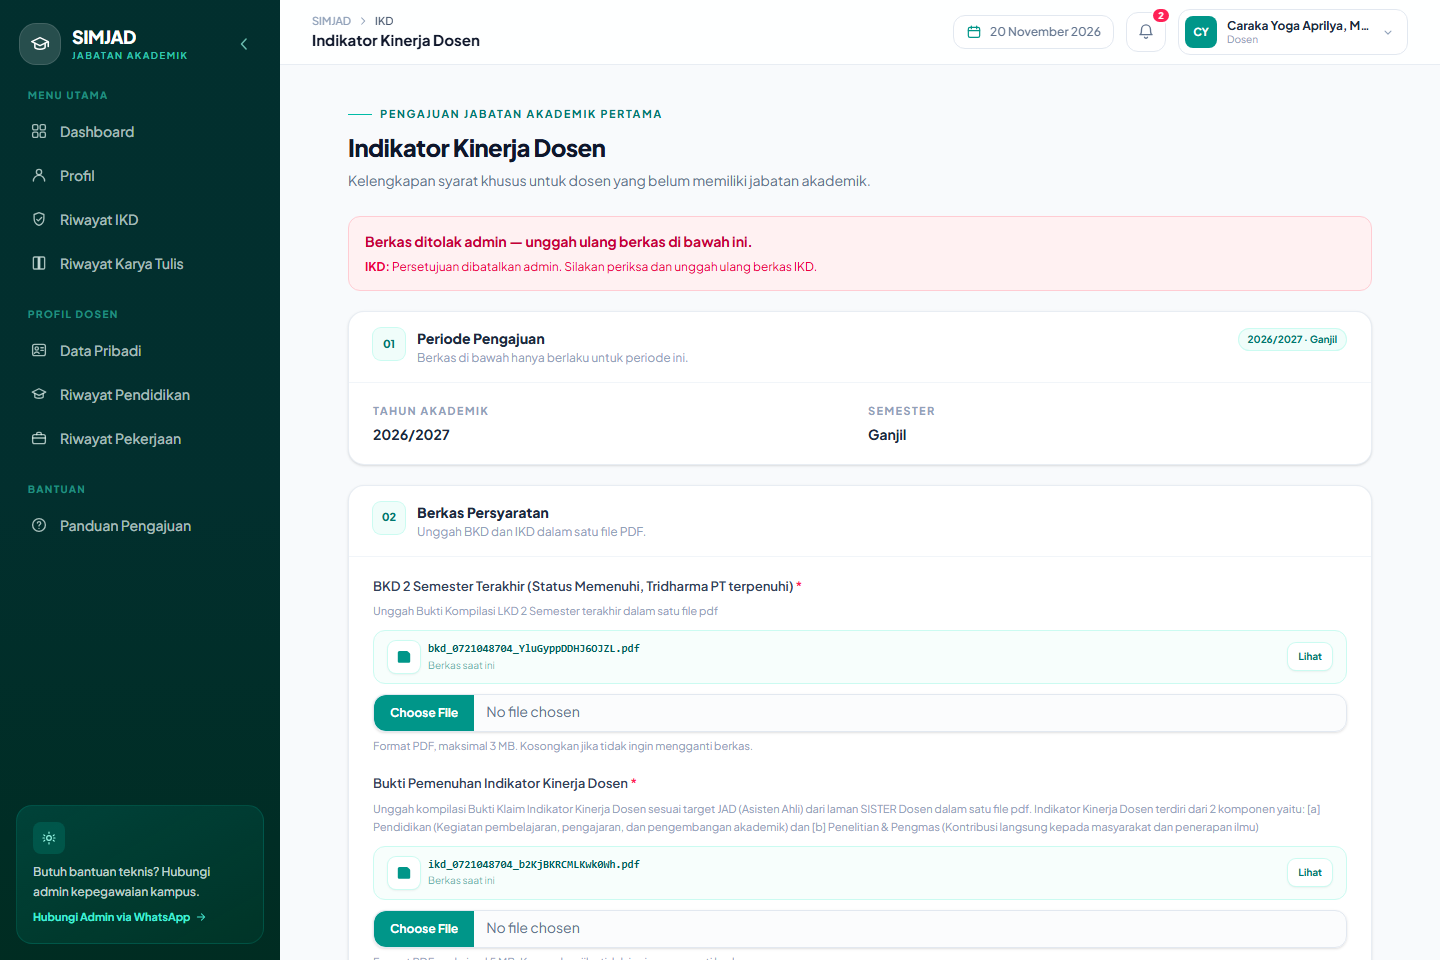 SIMJAD
JABATAN AKADEMIK
MENU UTAMA
Dashboard
Profil
Riwayat IKD
Riwayat Karya Tulis
PROFIL DOSEN
Data Pribadi
Riwayat Pendidikan
Riwayat Pekerjaan
BANTUAN
Panduan Pengajuan
Butuh bantuan teknis? Hubungi
admin kepegawaian kampus.
Hubungi Admin via WhatsApp →
SIMJAD > IKD
Indikator Kinerja Dosen
20 November 2026
2
CY
Caraka Yoga Aprilya, M...
Dosen
PENGAJUAN JABATAN AKADEMIK PERTAMA
Indikator Kinerja Dosen
Kelengkapan syarat khusus untuk dosen yang belum memiliki jabatan akademik.
Berkas ditolak admin — unggah ulang berkas di bawah ini.
IKD: Persetujuan dibatalkan admin. Silakan periksa dan unggah ulang berkas IKD.
01
Periode Pengajuan
Berkas di bawah hanya berlaku untuk periode ini.
2026/2027 · Ganjil
TAHUN AKADEMIK
2026/2027
SEMESTER
Ganjil
02
Berkas Persyaratan
Unggah BKD dan IKD dalam satu file PDF.
BKD 2 Semester Terakhir (Status Memenuhi, Tridharma PT terpenuhi) *
Unggah Bukti Kompilasi LKD 2 Semester terakhir dalam satu file pdf
bkd_0721048704_YluGyppDDHJ6OJZL.pdf
Berkas saat ini
Lihat
Choose File
No file chosen
Format PDF, maksimal 3 MB. Kosongkan jika tidak ingin mengganti berkas.
Bukti Pemenuhan Indikator Kinerja Dosen *
Unggah kompilasi Bukti Klaim Indikator Kinerja Dosen sesuai target JAD (Asisten Ahli) dari laman SISTER Dosen dalam satu file pdf. Indikator Kinerja Dosen terdiri dari 2 komponen yaitu: [a]
Pendidikan (Kegiatan pembelajaran, pengajaran, dan pengembangan akademik) dan [b] Penelitian & Pengmas (Kontribusi langsung kepada masyarakat dan penerapan ilmu)
ikd_0721048704_b2KjBKRCMLKwk0Wh.pdf
Berkas saat ini
Lihat
Choose File
No file chosen